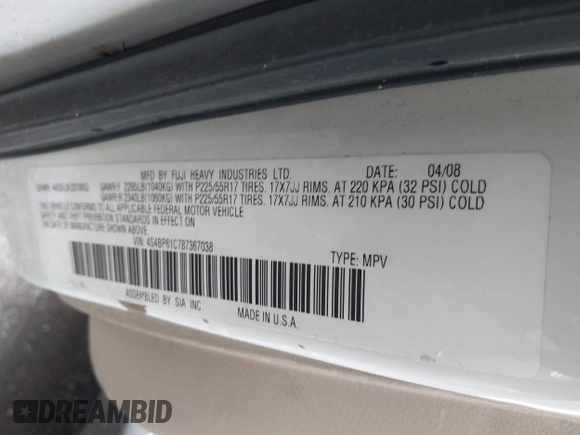 MFD BY FUJI HEAVY INDUSTRIES LTD. DATE: 04/08
GAWR:F 2295LB(1040KG) WITH P225/55R17 TIRES. 17X7JJ RIMS. AT 220 KPA (32 PSI) COLD
GAWR:R 2340LB(1060KG) WITH P225/55R17 TIRES. 17X7JJ RIMS. AT 210 KPA (30 PSI) COLD
THIS VEHICLE CONFORMS TO ALL APPLICABLE FEDERAL MOTOR VEHICLE
SAFETY AND THEFT PREVENTION STANDARDS IN EFFECT ON
THE DATE OF MANUFACTURE SHOWN ABOVE.
VIN: 4S4BP61C787367038 TYPE: MPV
ASSEMBLED BY SIA INC. MADE IN U.S.A.
DREAMBID